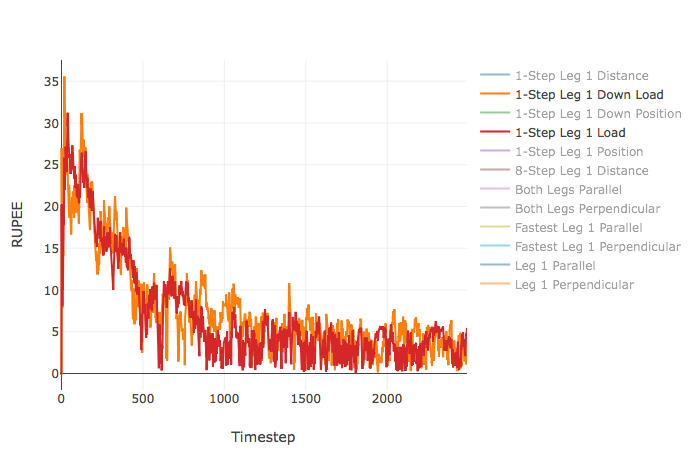 35
30
25
20
15
10
5
0
RUPEE
0 500 1000 1500 2000
Timestep
1-Step Leg 1 Distance
1-Step Leg 1 Down Load
1-Step Leg 1 Down Position
1-Step Leg 1 Load
1-Step Leg 1 Position
8-Step Leg 1 Distance
Both Legs Parallel
Both Legs Perpendicular
Fastest Leg 1 Parallel
Fastest Leg 1 Perpendicular
Leg 1 Parallel
Leg 1 Perpendicular